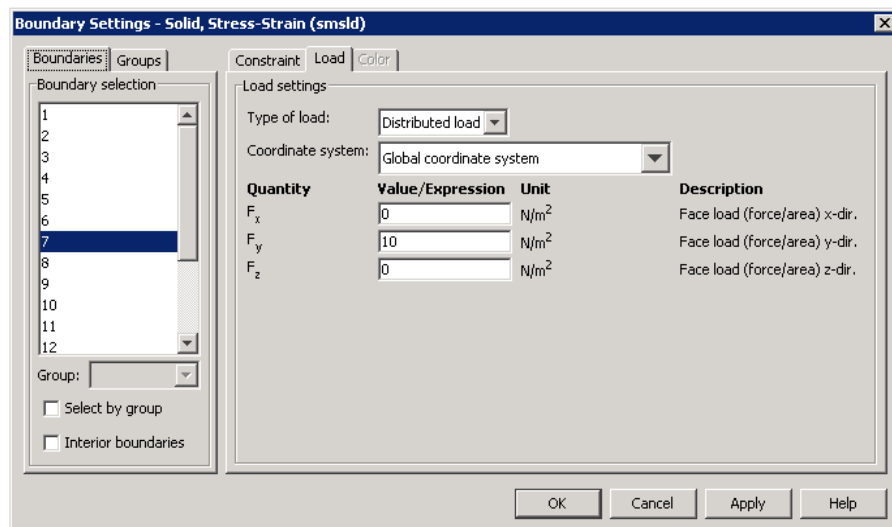 Boundary Settings - Solid, Stress-Strain (smsld)
Boundaries Groups
Boundary selection
1
2
3
4
5
6
7
8
9
10
11
12
Group:
Select by group
Interior boundaries
Constraint Load Color
Load settings
Type of load: Distributed load
Coordinate system: Global coordinate system
Quantity Value/Expression Unit Description
Fx 0 N/m² Face load (force/area) x-dir.
Fy 10 N/m² Face load (force/area) y-dir.
Fz 0 N/m² Face load (force/area) z-dir.
OK Cancel Apply Help